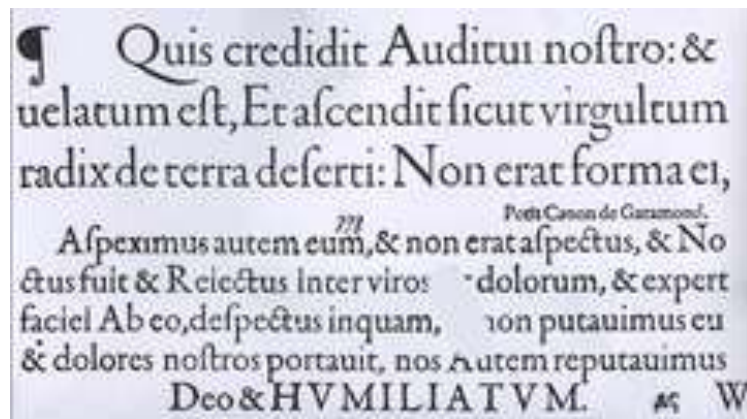 ¶ Quis credidit Auditui noſtro: &
uelatum eſt, Et aſcendit ſicut virgultum
radix de terra deſerti: Non erat forma ei,
Petit Canon de Garamond.
Aſpeximus autem eum, & non erat aſpectus, & No
ctus fuit & Reiectus Inter viros dolorum, & expert
faciei Ab eo, deſpectus inquam, non putauimus eu
& dolores noſtros portauit, nos Autem reputauimus
Deo & HVMILIATVM. W